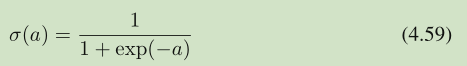 σ(a) = 1 / (1 + exp(−a)) (4.59)